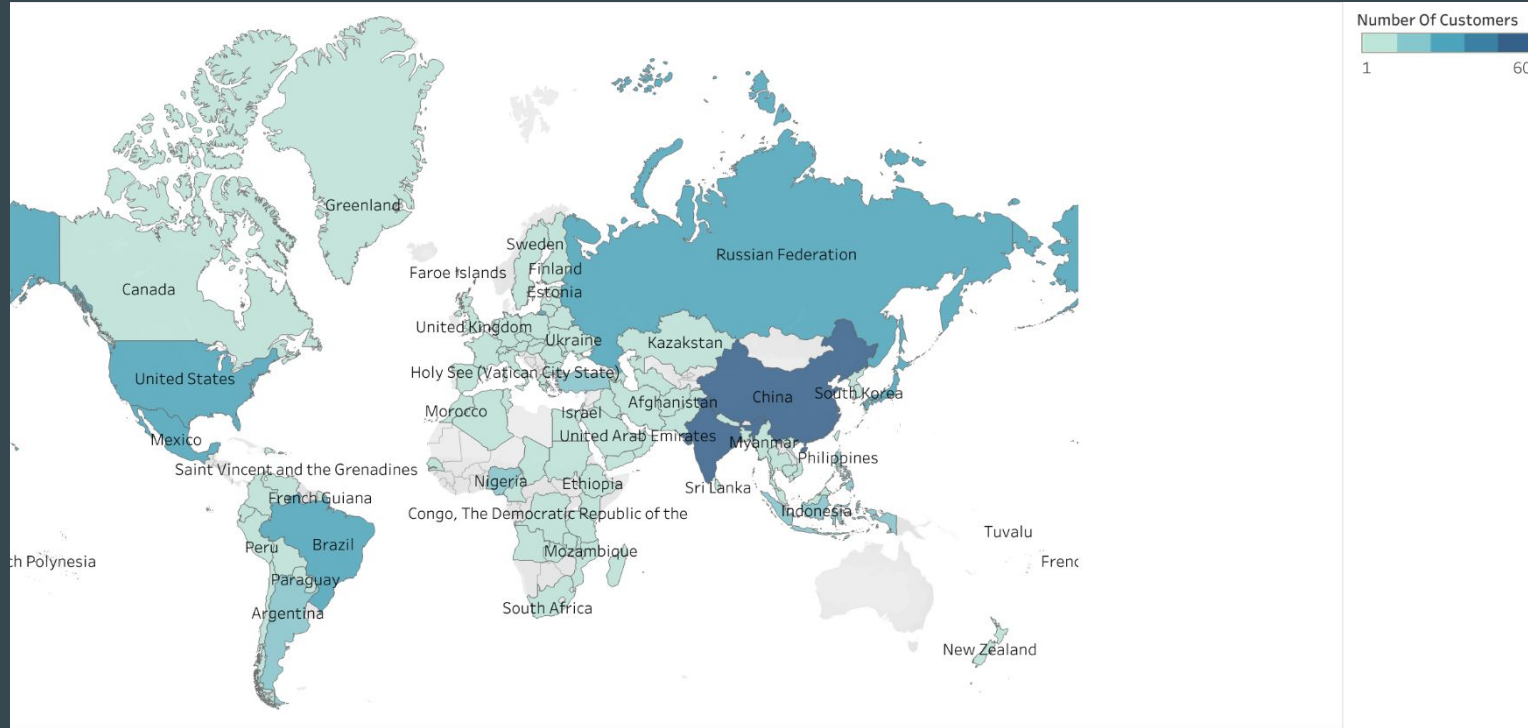 Number Of Customers
1 60
Greenland
Sweden
Russian Federation
Faroe Islands
Finland
Canada
Estonia
United Kingdom
Ukraine
Kazakstan
Holy See (Vatican City State)
United States
China
South Korea
Afghanistan
Morocco
Israel
Mexico
United Arab Emirates
Myanmar
Philippines
Saint Vincent and the Grenadines
Nigeria
Ethiopia
Sri Lanka
French Guiana
Congo, The Democratic Republic of the
Indonesia
Tuvalu
Peru
Brazil
Mozambique
ch Polynesia
Frenc
Paraguay
Argentina
South Africa
New Zealand